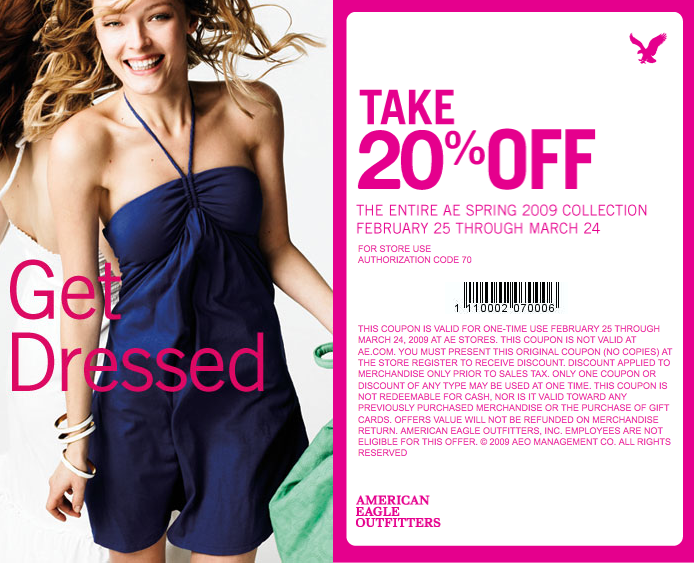 Get
Dressed
TAKE
20% OFF
THE ENTIRE AE SPRING 2009 COLLECTION
FEBRUARY 25 THROUGH MARCH 24
FOR STORE USE
AUTHORIZATION CODE 70
1 110002 070006
THIS COUPON IS VALID FOR ONE-TIME USE FEBRUARY 25 THROUGH
MARCH 24, 2009 AT AE STORES. THIS COUPON IS NOT VALID AT
AE.COM. YOU MUST PRESENT THIS ORIGINAL COUPON (NO COPIES) AT
THE STORE REGISTER TO RECEIVE DISCOUNT. DISCOUNT APPLIED TO
MERCHANDISE ONLY PRIOR TO SALES TAX. ONLY ONE COUPON OR
DISCOUNT OF ANY TYPE MAY BE USED AT ONE TIME. THIS COUPON IS
NOT REDEEMABLE FOR CASH, NOR IS IT VALID TOWARD ANY
PREVIOUSLY PURCHASED MERCHANDISE OR THE PURCHASE OF GIFT
CARDS. OFFERS VALUE WILL NOT BE REFUNDED ON MERCHANDISE
RETURN. AMERICAN EAGLE OUTFITTERS, INC. EMPLOYEES ARE NOT
ELIGIBLE FOR THIS OFFER. © 2009 AEO MANAGEMENT CO. ALL RIGHTS
RESERVED
AMERICAN
EAGLE
OUTFITTERS